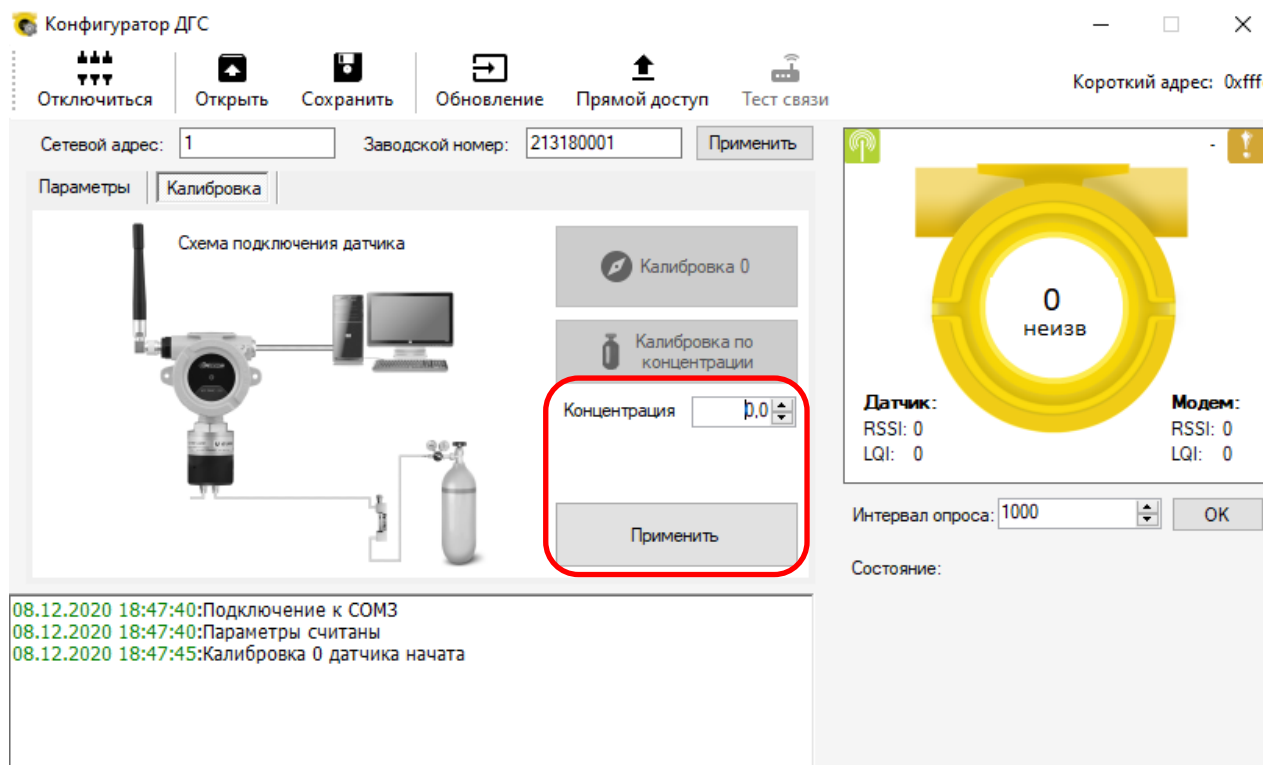 Конфигуратор ДГС
Отключиться Открыть Сохранить Обновление Прямой доступ Тест связи
Короткий адрес: 0xfff
Сетевой адрес: 1 Заводской номер: 213180001 Применить
Параметры Калибровка
Схема подключения датчика
Калибровка 0
Калибровка по
концентрации
Концентрация 0,0
Применить
-
0
неизв
Датчик: Модем:
RSSI: 0 RSSI: 0
LQI: 0 LQI: 0
Интервал опроса: 1000 OK
Состояние:
08.12.2020 18:47:40:Подключение к COM3
08.12.2020 18:47:40:Параметры считаны
08.12.2020 18:47:45:Калибровка 0 датчика начата